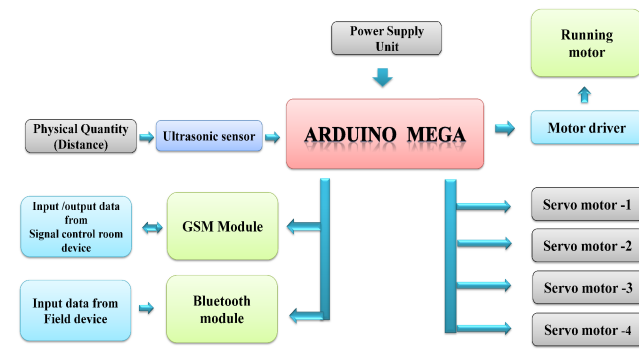 Power Supply
Unit
Running
motor
Physical Quantity
(Distance)
Ultrasonic sensor
ARDUINO MEGA
Motor driver
Input /output data
from
Signal control room
device
GSM Module
Input data from
Field device
Bluetooth
module
Servo motor -1
Servo motor -2
Servo motor -3
Servo motor -4